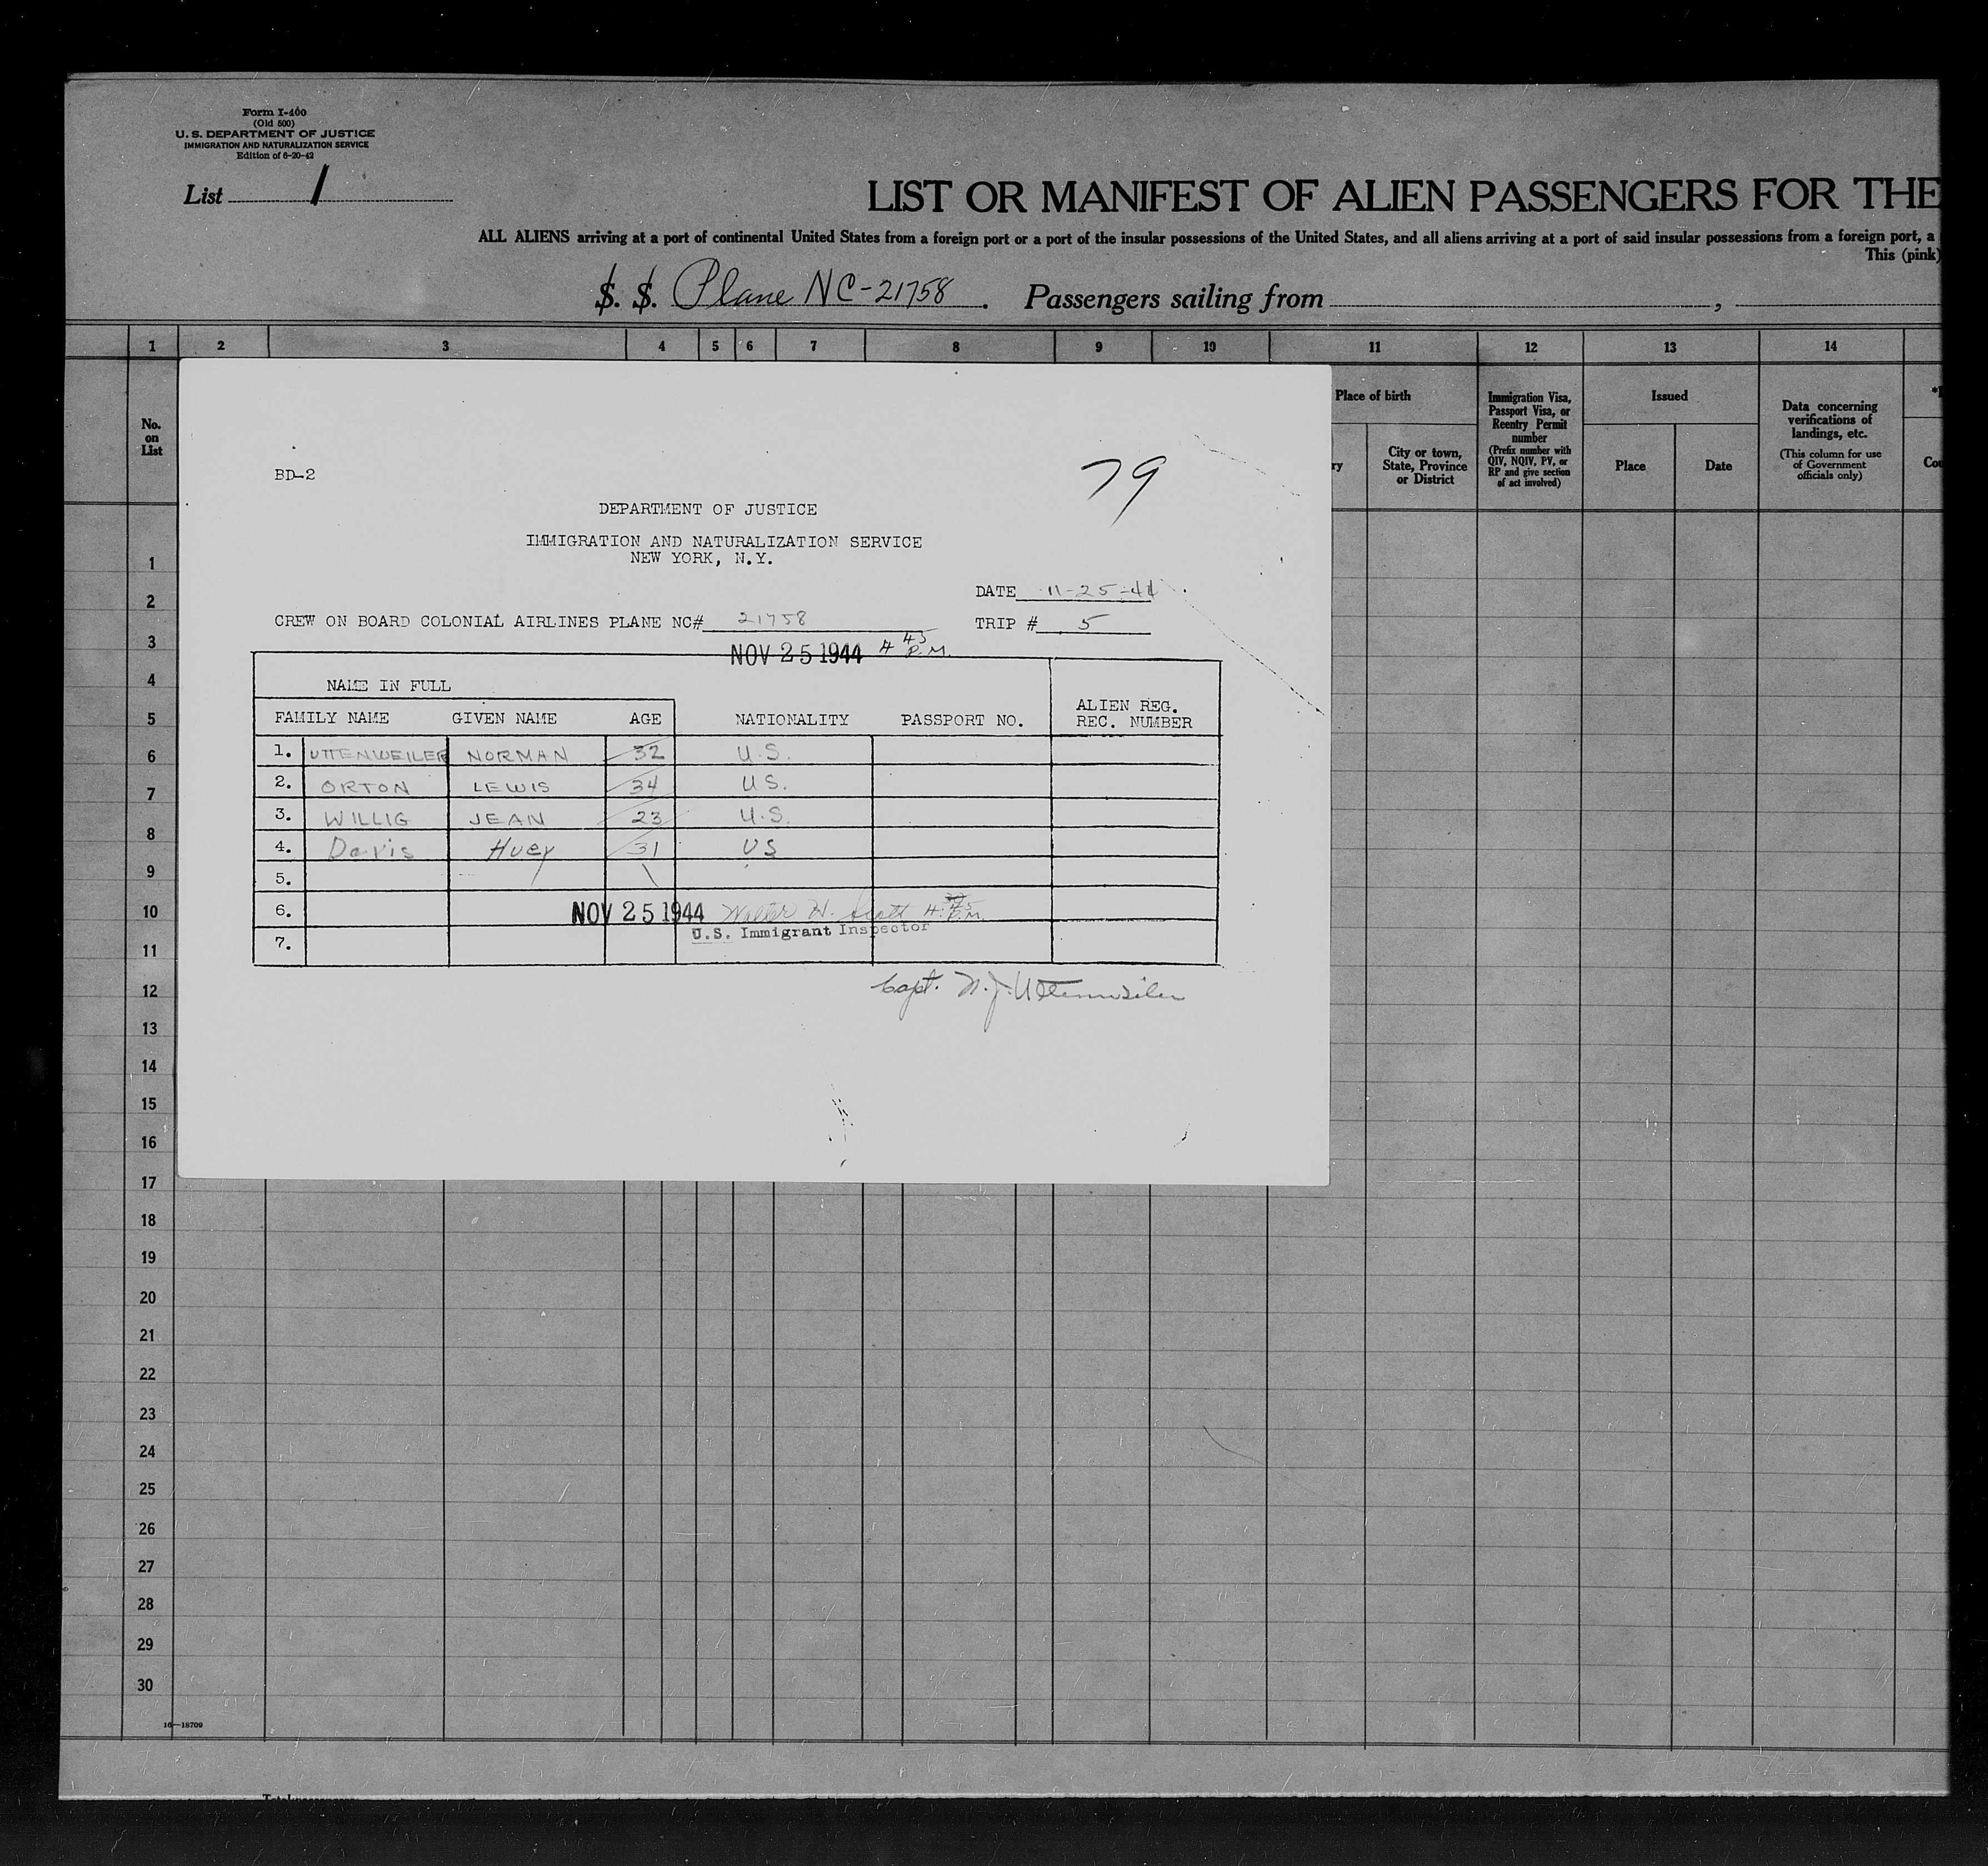 Form I-400
(Old 500)
U. S. DEPARTMENT OF JUSTICE
IMMIGRATION AND NATURALIZATION SERVICE
Edition of 6-20-42
List 1
LIST OR MANIFEST OF ALIEN PASSENGERS FOR THE
ALL ALIENS arriving at a port of continental United States from a foreign port or a port of the insular possessions of the United States, and all aliens arriving at a port of said insular possessions from a foreign port, a
This (pink)
S. S. Plane NC-21758 . Passengers sailing from ,
1 2 3 4 5 6 7 8 9 10 11 12 13 14
No. on List
Place of birth
City or town, State, Province or District
Immigration Visa, Passport Visa, or Reentry Permit number
(Prefix number with QIV, NQIV, PV, or RP and give section of act involved)
Issued
Place Date
Data concerning verifications of landings, etc.
(This column for use of Government officials only)
BD-2
79
DEPARTMENT OF JUSTICE
IMMIGRATION AND NATURALIZATION SERVICE
NEW YORK, N.Y.
DATE 11-25-44
CREW ON BOARD COLONIAL AIRLINES PLANE NC# 21758 TRIP # 5
NOV 25 1944 4 45 P.M.
NAME IN FULL
FAMILY NAME GIVEN NAME AGE NATIONALITY PASSPORT NO. ALIEN REG. REC. NUMBER
1. UTTENWEILER NORMAN 32 U.S.
2. ORTON LEWIS 34 U.S.
3. WILLIG JEAN 23 U.S.
4. Davis Huey 31 US
5.
6. NOV 25 1944 Walter H. Scott P.M.
U.S. Immigrant Inspector
7.
Capt. N.J. Uttenweiler
1
2
3
4
5
6
7
8
9
10
11
12
13
14
15
16
17
18
19
20
21
22
23
24
25
26
27
28
29
30
16—18709